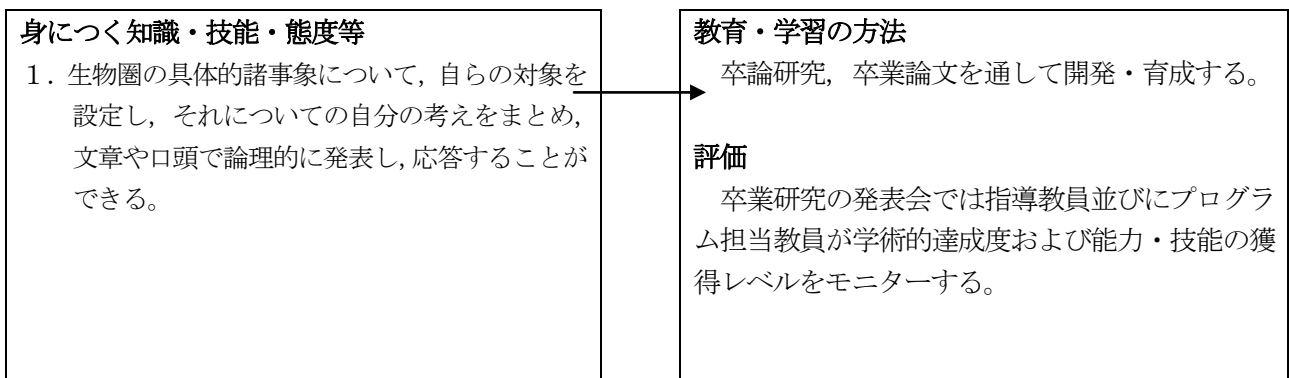 身につく知識・技能・態度等
１．生物圏の具体的諸事象について，自らの対象を
設定し，それについての自分の考えをまとめ，
文章や口頭で論理的に発表し，応答することが
できる。
教育・学習の方法
卒論研究，卒業論文を通して開発・育成する。
評価
卒業研究の発表会では指導教員並びにプログラ
ム担当教員が学術的達成度および能力・技能の獲
得レベルをモニターする。